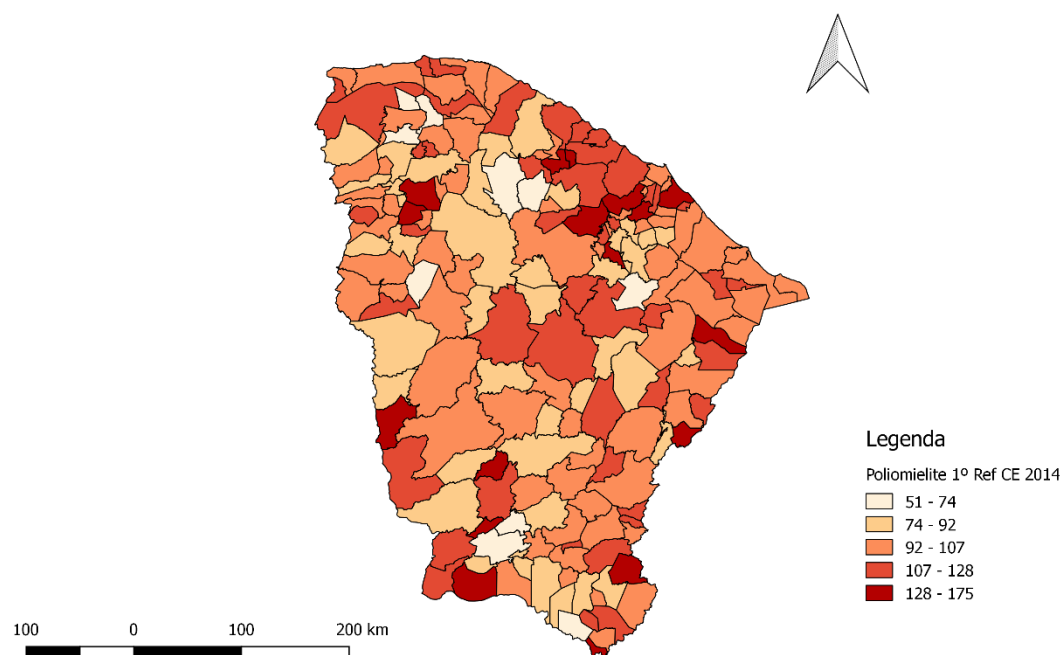 Legenda
Poliomielite 1º Ref CE 2014
51 - 74
74 - 92
92 - 107
107 - 128
128 - 175
100 0 100 200 km